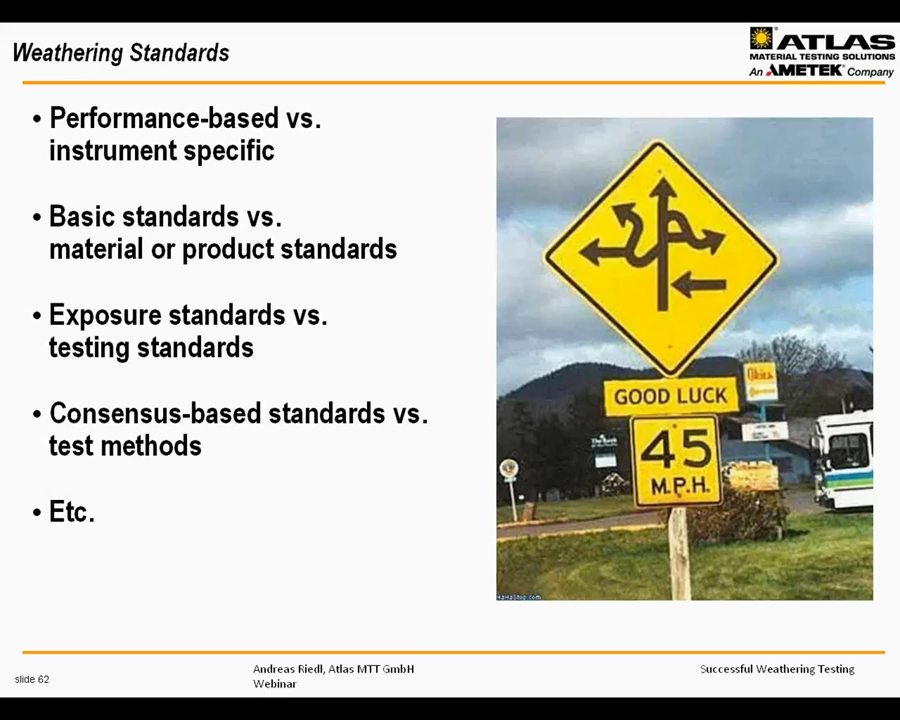 Weathering Standards
ATLAS
MATERIAL TESTING SOLUTIONS
An AMETEK® Company
• Performance-based vs.
instrument specific
• Basic standards vs.
material or product standards
• Exposure standards vs.
testing standards
• Consensus-based standards vs.
test methods
• Etc.
GOOD LUCK
45
M.P.H.
slide 62
Andreas Riedl, Atlas MTT GmbH
Webinar
Successful Weathering Testing